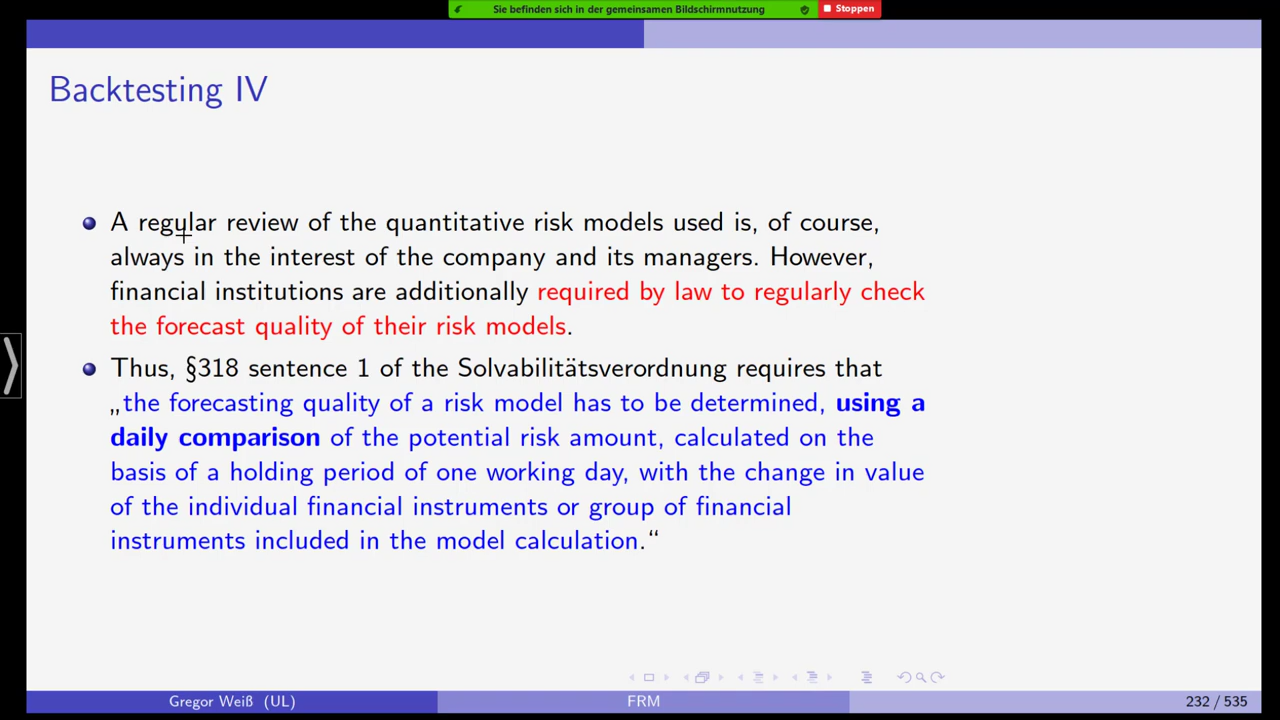 Sie befinden sich in der gemeinsamen Bildschirmnutzung
Stoppen
Backtesting IV
A regular review of the quantitative risk models used is, of course,
always in the interest of the company and its managers. However,
financial institutions are additionally required by law to regularly check
the forecast quality of their risk models.
Thus, §318 sentence 1 of the Solvabilitätsverordnung requires that
„the forecasting quality of a risk model has to be determined, using a
daily comparison of the potential risk amount, calculated on the
basis of a holding period of one working day, with the change in value
of the individual financial instruments or group of financial
instruments included in the model calculation.“
Gregor Weiß (UL)
FRM
232 / 535